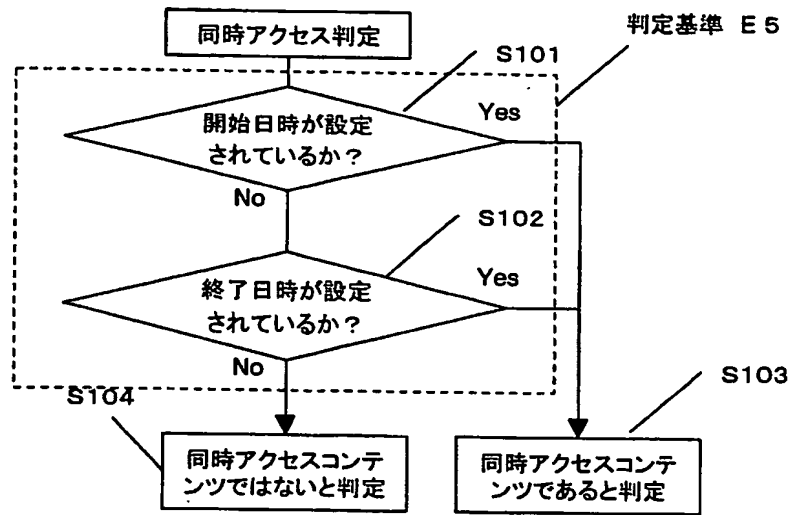 同時アクセス判定
判定基準 E5
S101
開始日時が設定
されているか?
Yes
No
S102
終了日時が設定
されているか?
Yes
No
S104
S103
同時アクセスコンテ
ンツではないと判定
同時アクセスコンテ
ンツであると判定